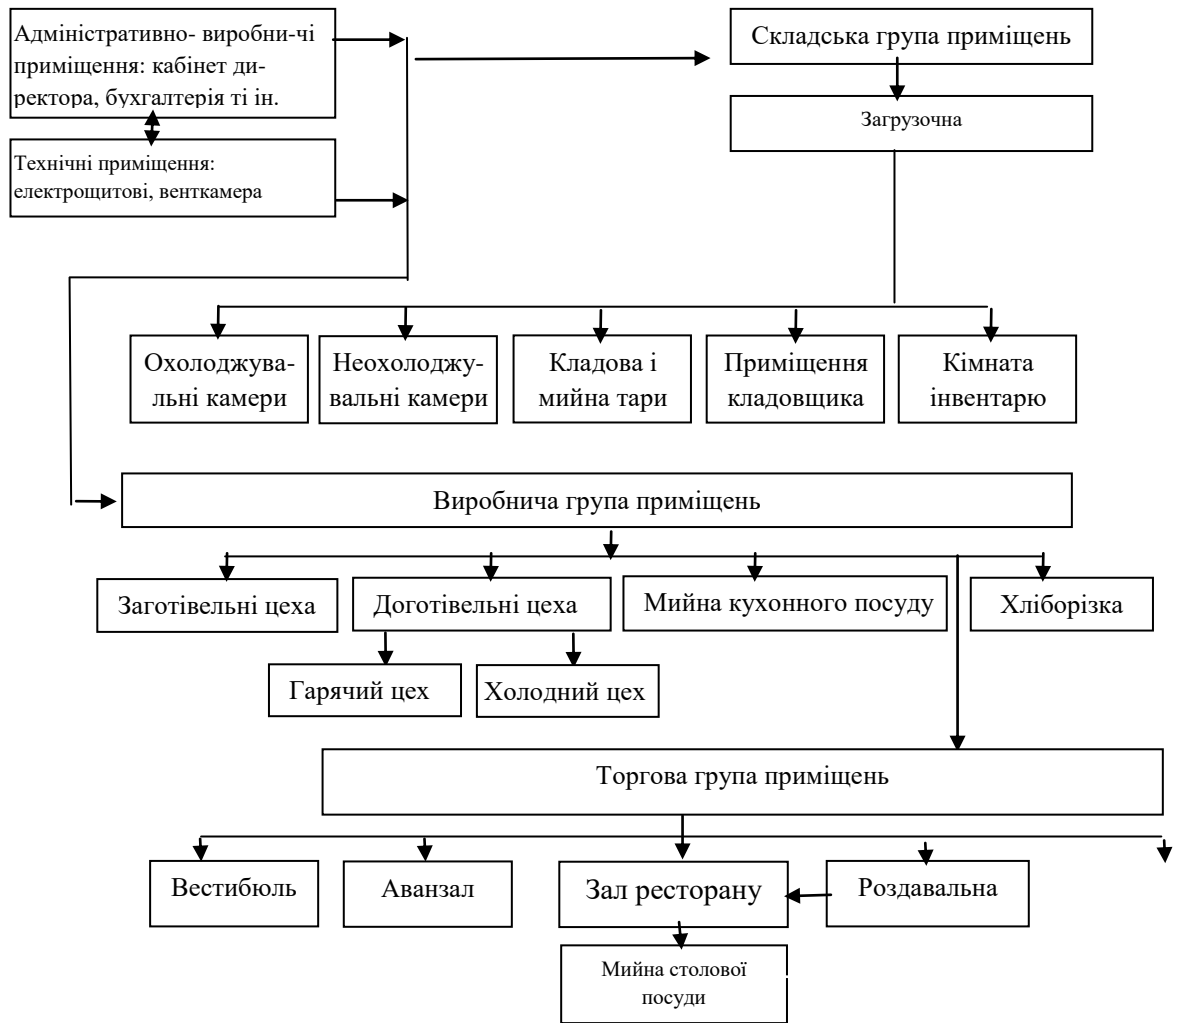 Адміністративно- виробни-чі
приміщення: кабінет ди-
ректора, бухгалтерія ті ін.
Складська група приміщень
Загрузочна
Технічні приміщення:
електрощитові, венткамера
Охолоджува-
льні камери
Неохолоджу-
вальні камери
Кладова і
мийна тари
Приміщення
кладовщика
Кімната
інвентарю
Виробнича група приміщень
Заготівельні цеха
Доготівельні цеха
Мийна кухонного посуду
Хліборізка
Гарячий цех
Холодний цех
Торгова група приміщень
Вестибюль
Аванзал
Зал ресторану
Роздавальна
Мийна столової
посуди